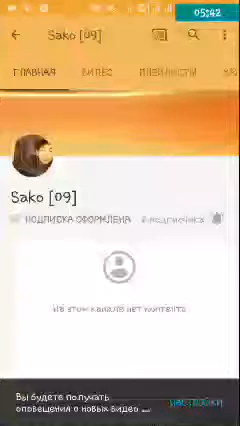 05:42
Sako [09]
ГЛАВНАЯ ВИДЕО ПЛЕЙЛИСТЫ
Sako [09]
ПОДПИСКА ОФОРМЛЕНА
На этом канале нет контента
Вы будете получать
оповещения о новых видео ...
НАСТРОЙКИ